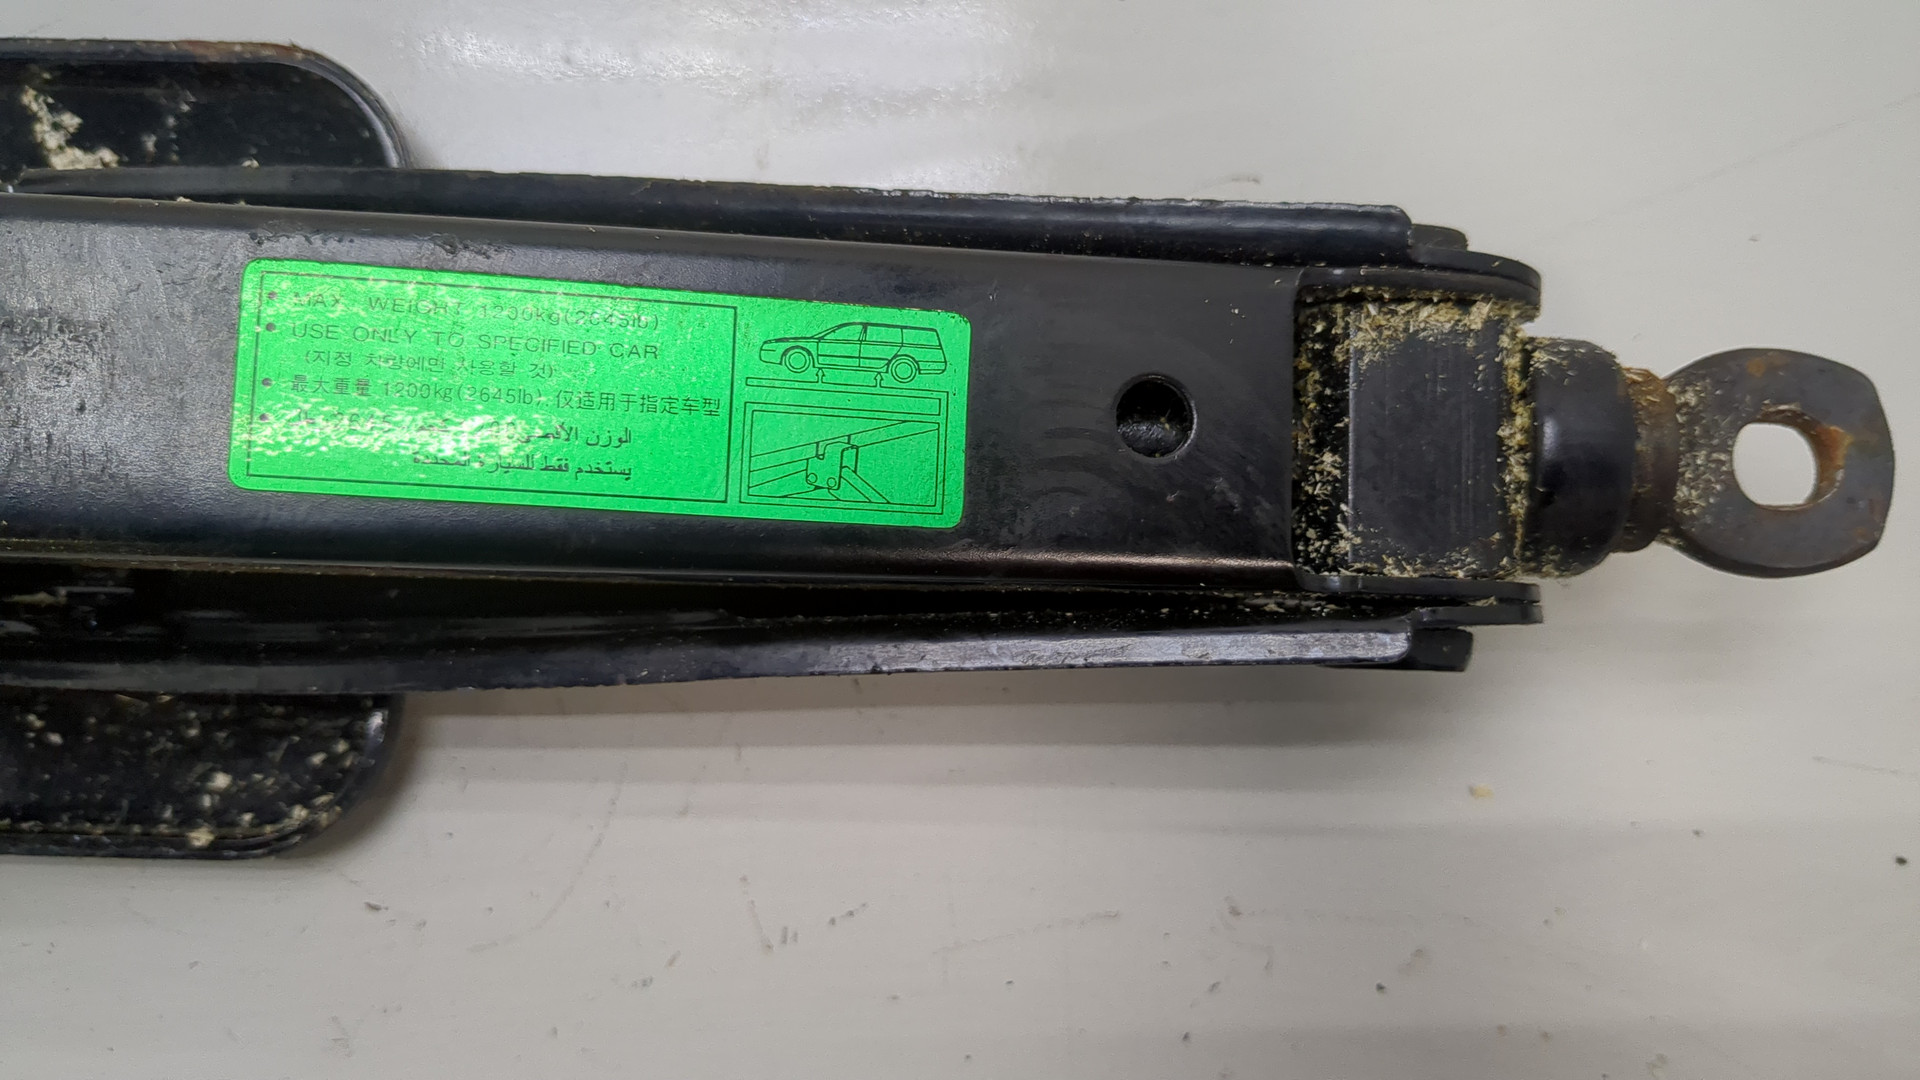 • MAX. WEIGHT 1200kg(2645lb)
• USE ONLY TO SPECIFIED CAR
(지정 차량에만 사용할 것)
• 最大重量 1200kg(2645lb), 仅适用于指定车型
• الوزن الأقصى
يستخدم فقط للسيارة المحددة